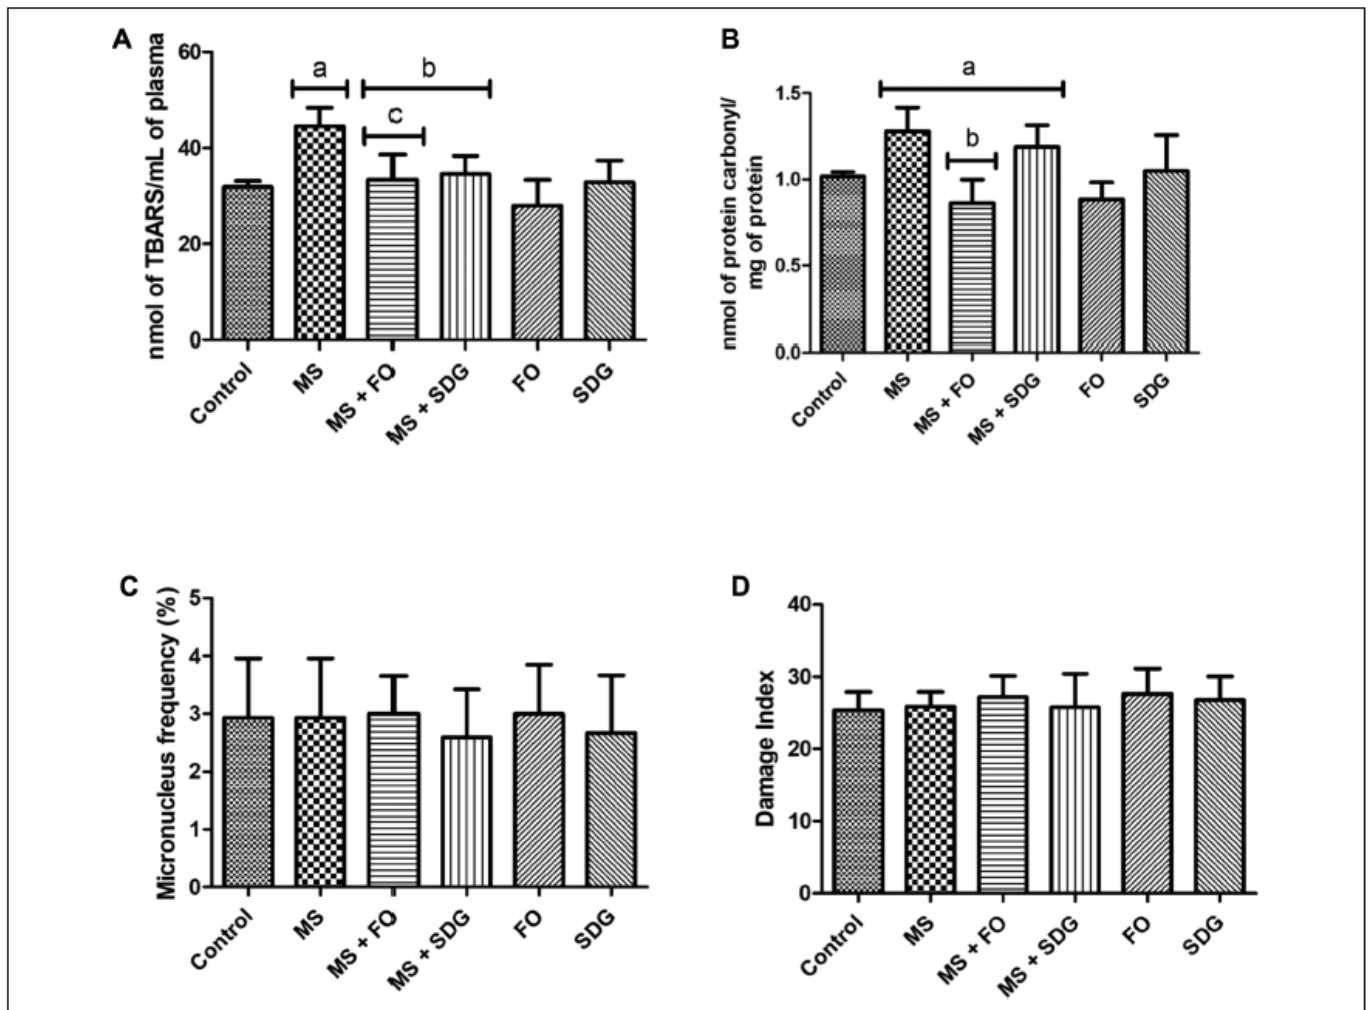 A
nmol of TBARS/mL of plasma
60
40
20
0
a
b
c
Control
MS
MS + FO
MS + SDG
FO
SDG
B
nmol of protein carbonyl/
mg of protein
1.5
1.0
0.5
0.0
a
b
Control
MS
MS + FO
MS + SDG
FO
SDG
C
Micronucleus frequency (%)
5
4
3
2
1
0
Control
MS
MS + FO
MS + SDG
FO
SDG
D
Damage Index
40
30
20
10
0
Control
MS
MS + FO
MS + SDG
FO
SDG